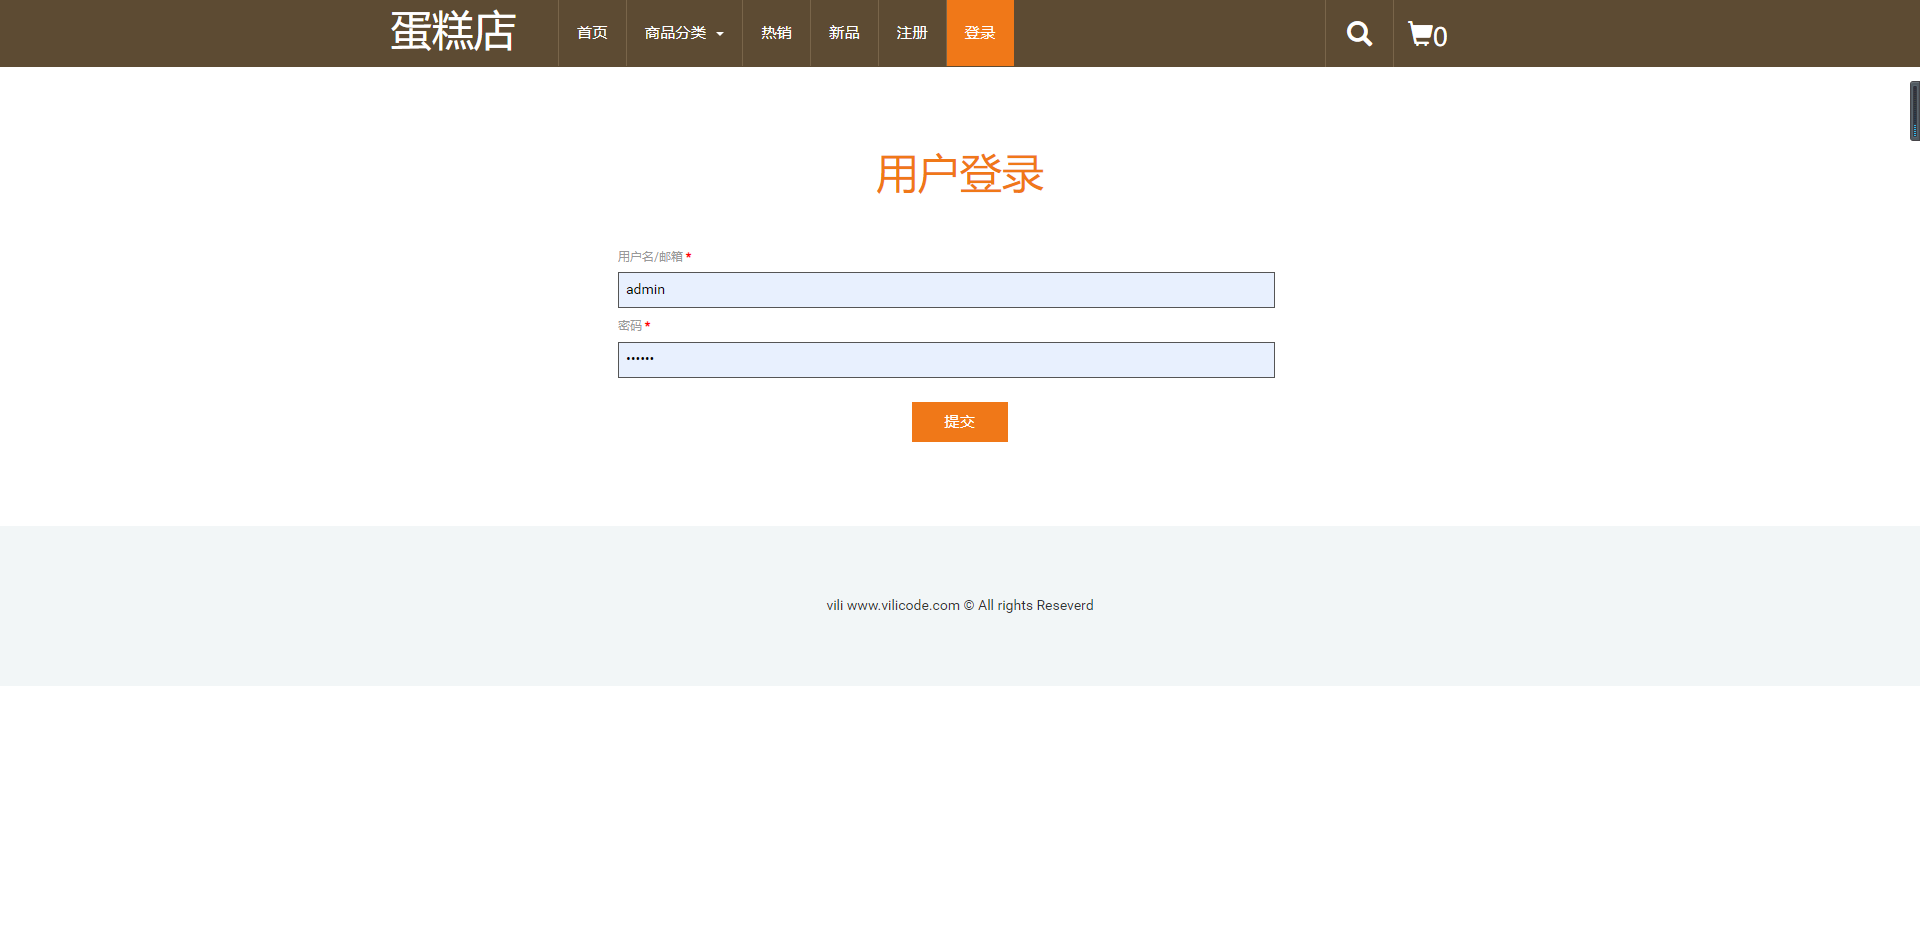 蛋糕店 首页 商品分类 热销 新品 注册 登录 0
用户登录
用户名/邮箱 *
admin
密码 *
••••••
提交
vili www.vilicode.com © All rights Reseverd